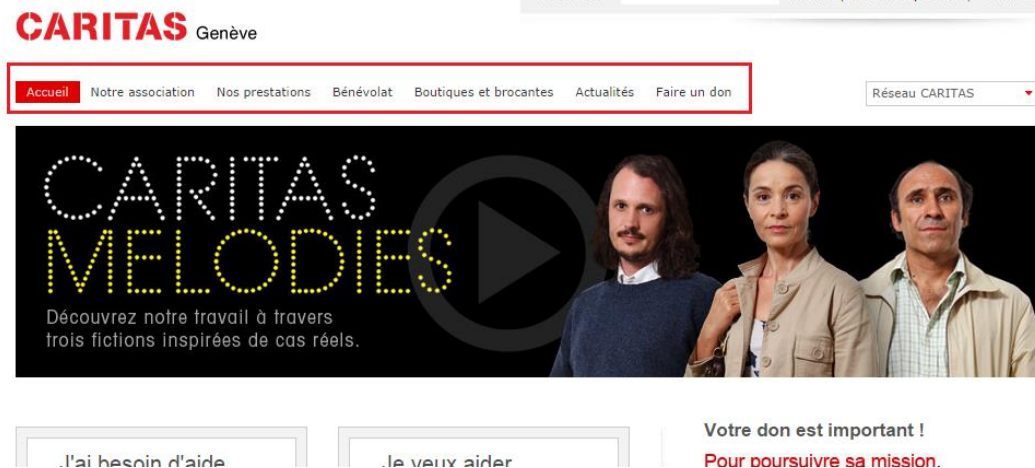 CARITAS Genève
Accueil Notre association Nos prestations Bénévolat Boutiques et brocantes Actualités Faire un don
Réseau CARITAS
CARITAS
MELODIES
Découvrez notre travail à travers
trois fictions inspirées de cas réels.
Votre don est important !
J'ai besoin d'aide
Je veux aider
Pour poursuivre sa mission,